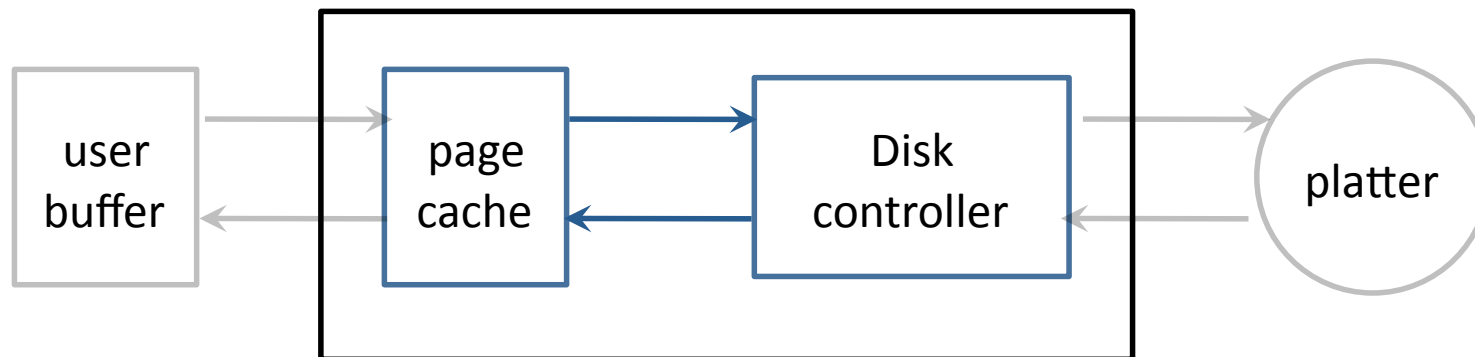 user
buffer
page
cache
Disk
controller
platter